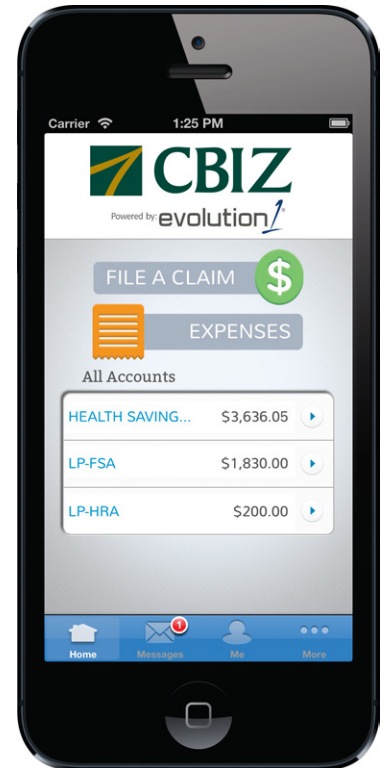 Carrier 1:25 PM
CBIZ
Powered by: evolution1®
FILE A CLAIM $
EXPENSES
All Accounts
HEALTH SAVING... $3,636.05
LP-FSA $1,830.00
LP-HRA $200.00
1
Home Messages Me More